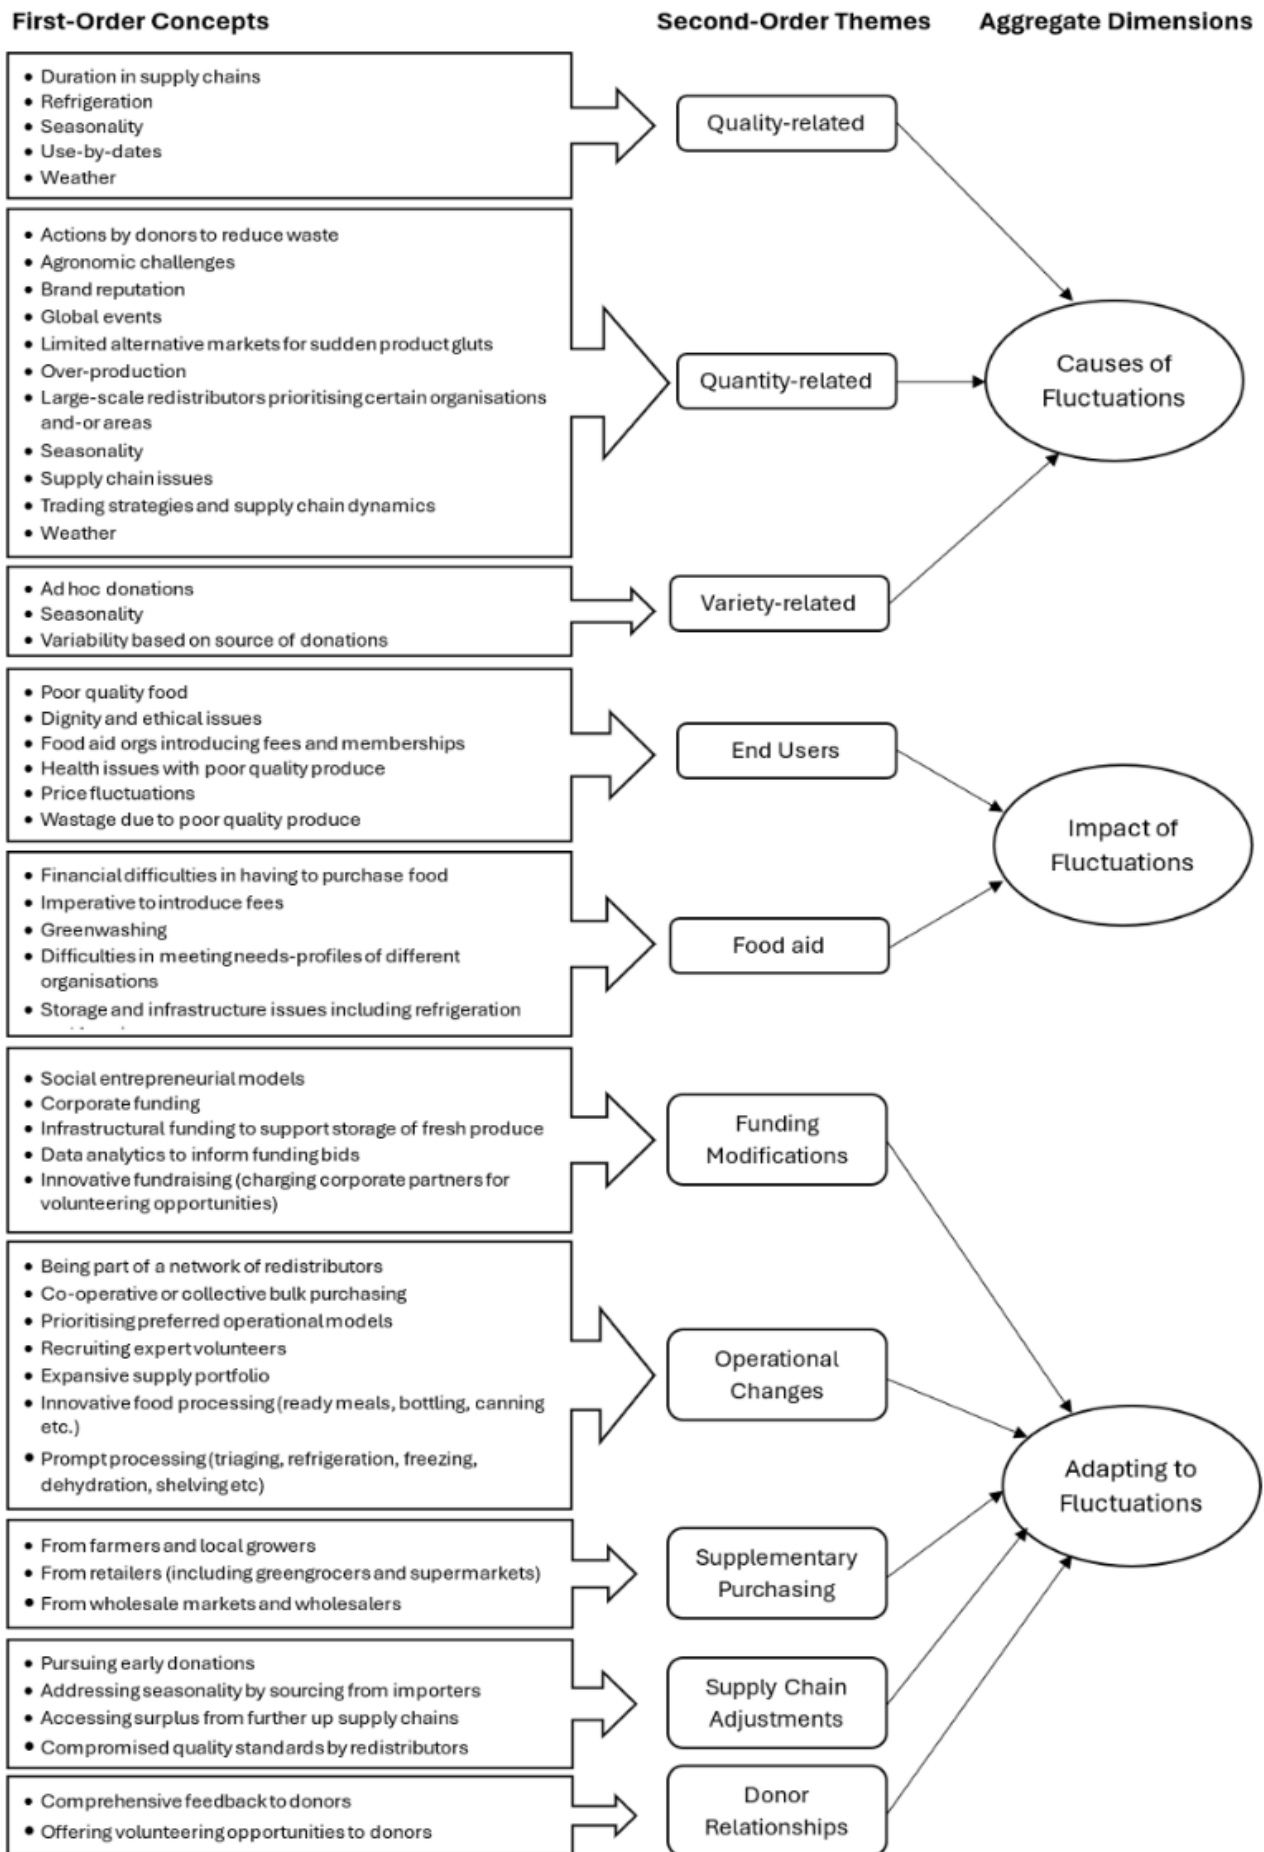 First-Order Concepts
Second-Order Themes
Aggregate Dimensions
• Duration in supply chains
• Refrigeration
• Seasonality
• Use-by-dates
• Weather
Quality-related
• Actions by donors to reduce waste
• Agronomic challenges
• Brand reputation
• Global events
• Limited alternative markets for sudden product gluts
• Over-production
• Large-scale redistributors prioritising certain organisations
and-or areas
• Seasonality
• Supply chain issues
• Trading strategies and supply chain dynamics
• Weather
Quantity-related
Causes of
Fluctuations
• Ad hoc donations
• Seasonality
• Variability based on source of donations
Variety-related
• Poor quality food
• Dignity and ethical issues
• Food aid orgs introducing fees and memberships
• Health issues with poor quality produce
• Price fluctuations
• Wastage due to poor quality produce
End Users
Impact of
Fluctuations
• Financial difficulties in having to purchase food
• Imperative to introduce fees
• Greenwashing
• Difficulties in meeting needs-profiles of different
organisations
• Storage and infrastructure issues including refrigeration
Food aid
• Social entrepreneurial models
• Corporate funding
• Infrastructural funding to support storage of fresh produce
• Data analytics to inform funding bids
• Innovative fundraising (charging corporate partners for
volunteering opportunities)
Funding
Modifications
• Being part of a network of redistributors
• Co-operative or collective bulk purchasing
• Prioritising preferred operational models
• Recruiting expert volunteers
• Expansive supply portfolio
• Innovative food processing (ready meals, bottling, canning
etc.)
• Prompt processing (triaging, refrigeration, freezing,
dehydration, shelving etc)
Operational
Changes
Adapting to
Fluctuations
• From farmers and local growers
• From retailers (including greengrocers and supermarkets)
• From wholesale markets and wholesalers
Supplementary
Purchasing
• Pursuing early donations
• Addressing seasonality by sourcing from importers
• Accessing surplus from further up supply chains
• Compromised quality standards by redistributors
Supply Chain
Adjustments
• Comprehensive feedback to donors
• Offering volunteering opportunities to donors
Donor
Relationships